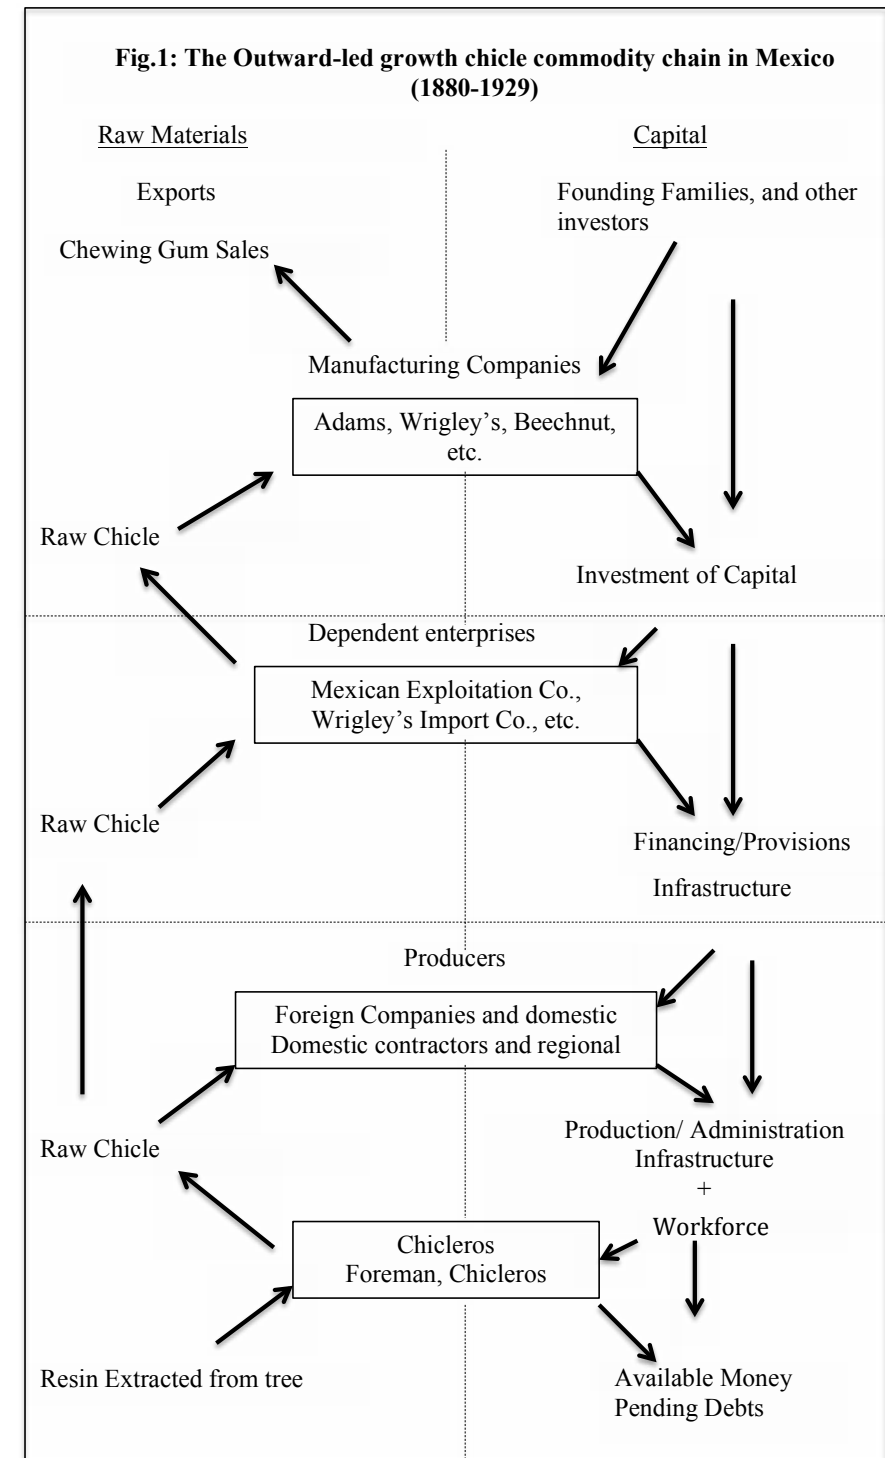 Fig.1: The Outward-led growth chicle commodity chain in Mexico
(1880-1929)
Raw Materials
Capital
Exports
Founding Families, and other
investors
Chewing Gum Sales
Manufacturing Companies
Adams, Wrigley's, Beechnut,
etc.
Raw Chicle
Investment of Capital
Dependent enterprises
Mexican Exploitation Co.,
Wrigley's Import Co., etc.
Raw Chicle
Financing/Provisions
Infrastructure
Producers
Foreign Companies and domestic
Domestic contractors and regional
Raw Chicle
Production/ Administration
Infrastructure
+
Workforce
Chicleros
Foreman, Chicleros
Resin Extracted from tree
Available Money
Pending Debts